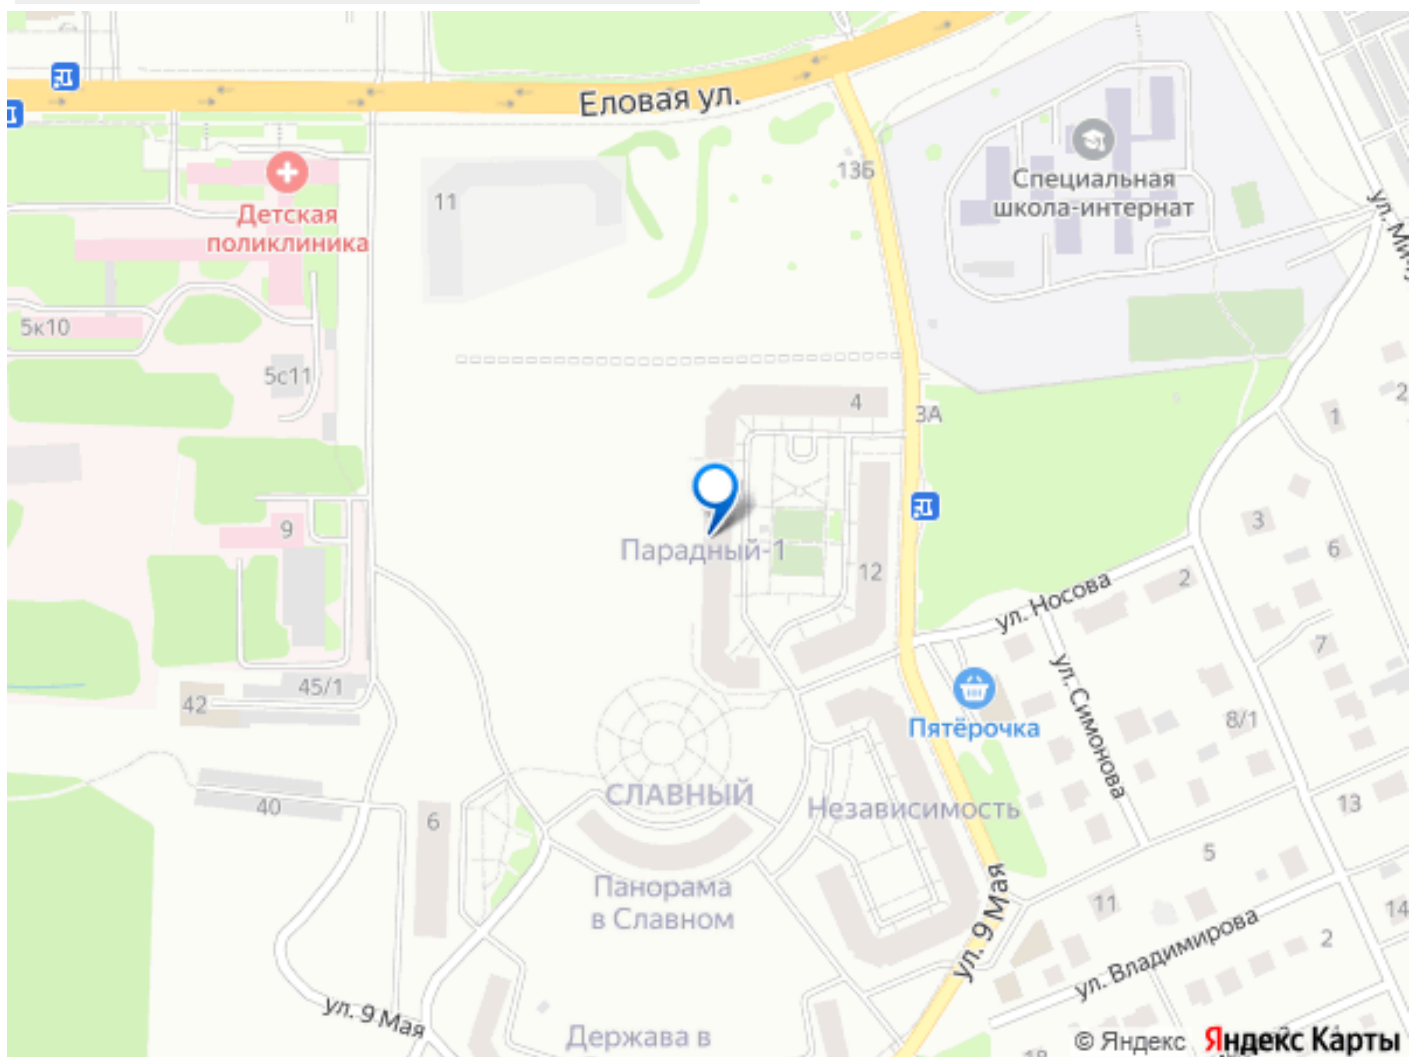 Еловая ул.
13Б
Специальная
школа-интернат
11
Детская
поликлиника
5к10
5с11
4
3А
1
2
3
6
9
Парадный-1
12
ул. Носова
2
7
ул. Симонова
45/1
42
Пятёрочка
8/1
СЛАВНЫЙ
Независимость
40
6
13
5
Панорама
в Славном
ул. 9 Мая
11
14
ул. Владимирова
2
ул. 9 Мая
Держава в
© Яндекс Яндекс Карты